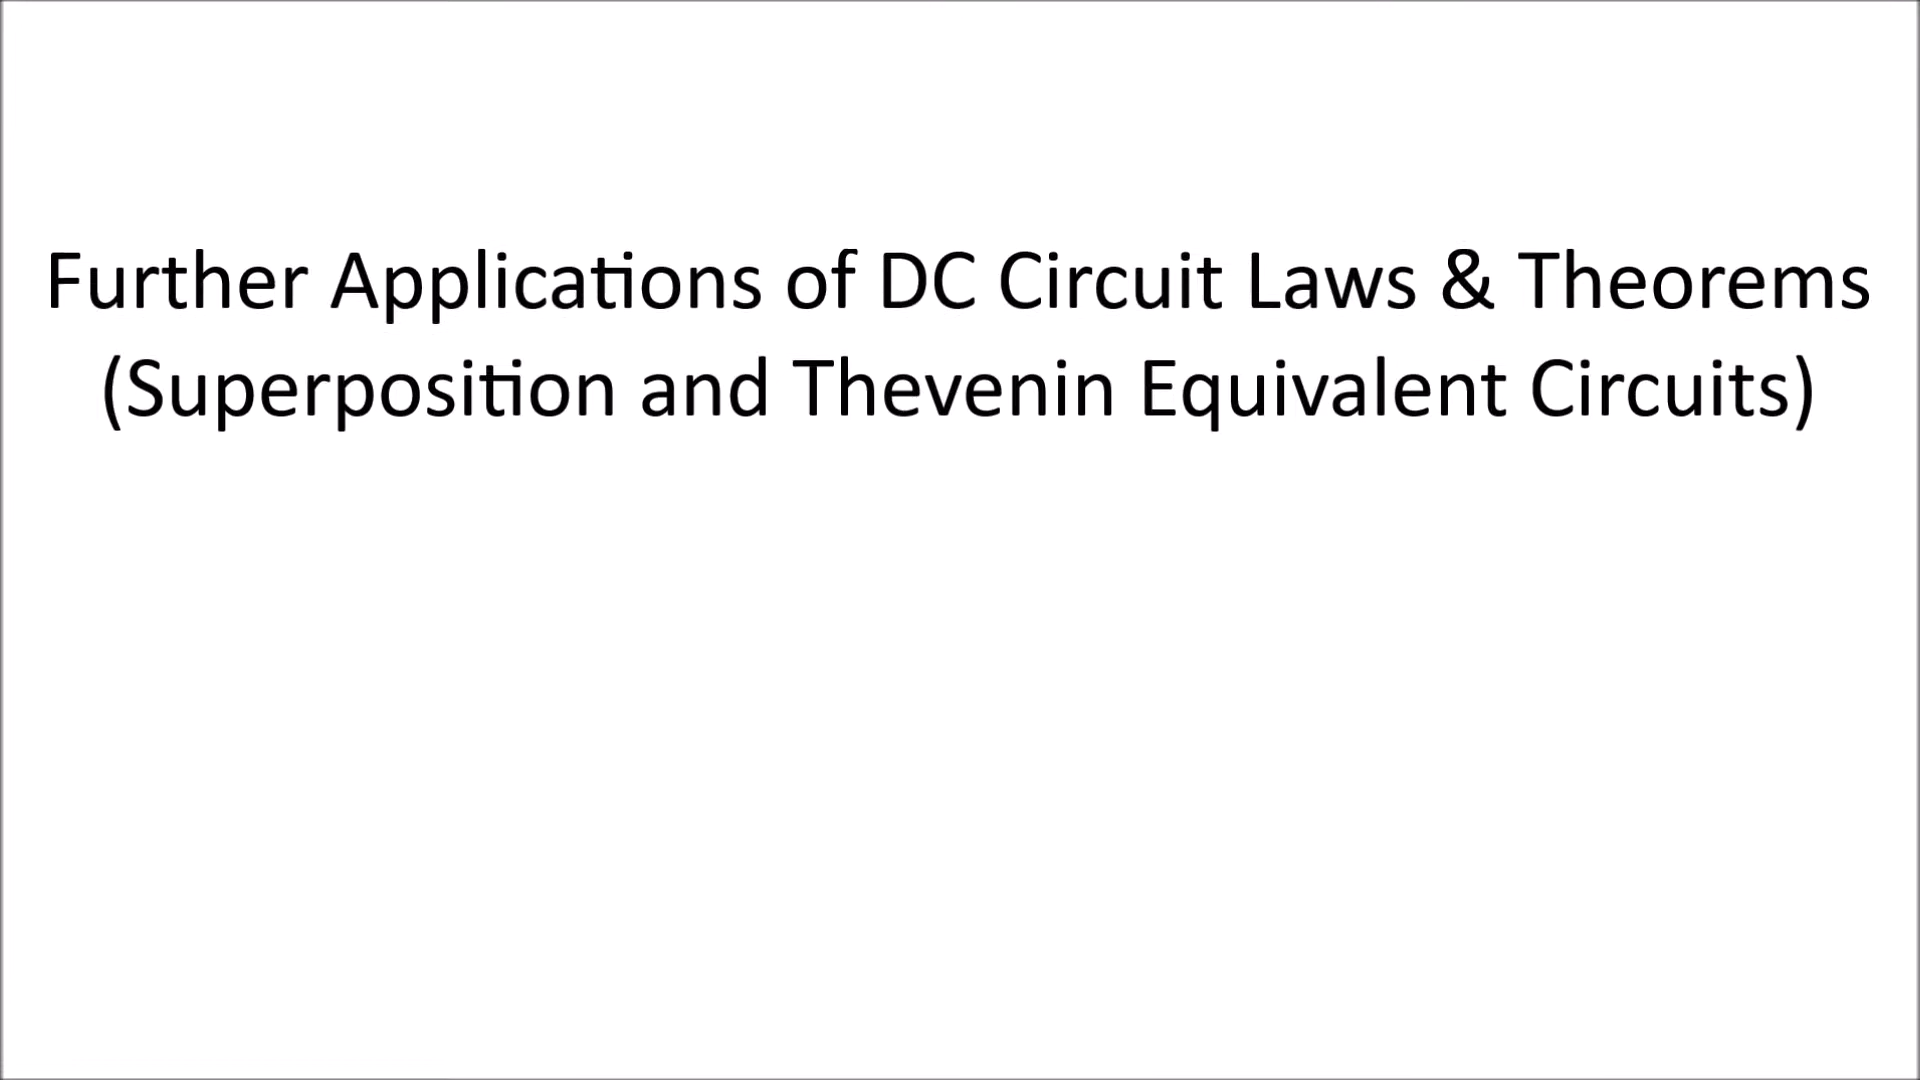 Further Applications of DC Circuit Laws & Theorems
(Superposition and Thevenin Equivalent Circuits)